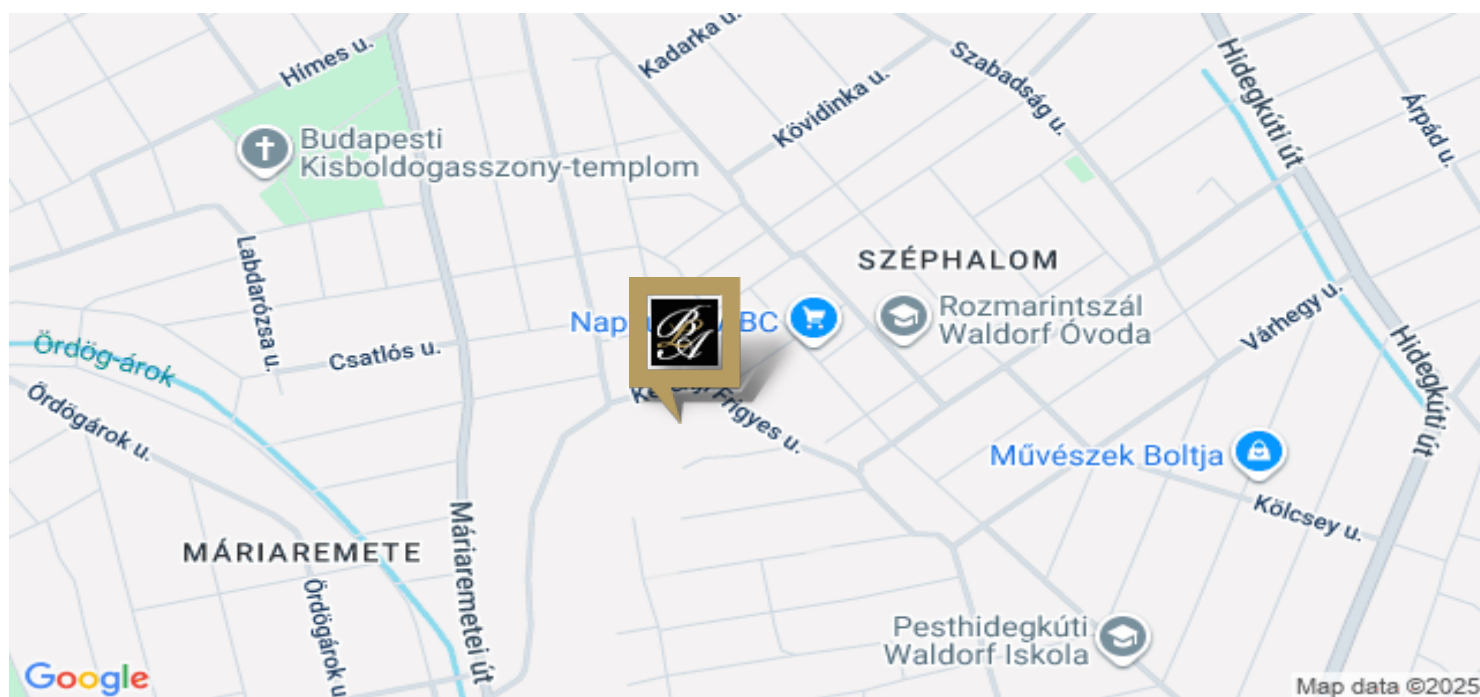 Hímes u.
Kadarka u.
Szabadság u.
Hidegkúti út
Árpád u.
Kövidinka u.
Budapesti
Kisboldogasszony-templom
Labdarózsa u.
SZÉPHALOM
Rozmarintszál
Waldorf Óvoda
Várhegy u.
Csatlós u.
Ördög-árok
Ördögárok u.
Hidegkúti út
Frigyes u.
Művészek Boltja
Kölcsey u.
Máriaremetei út
MÁRIAREMETE
Ördögárok u.
Pesthidegkúti
Waldorf Iskola
Google
Map data ©2025